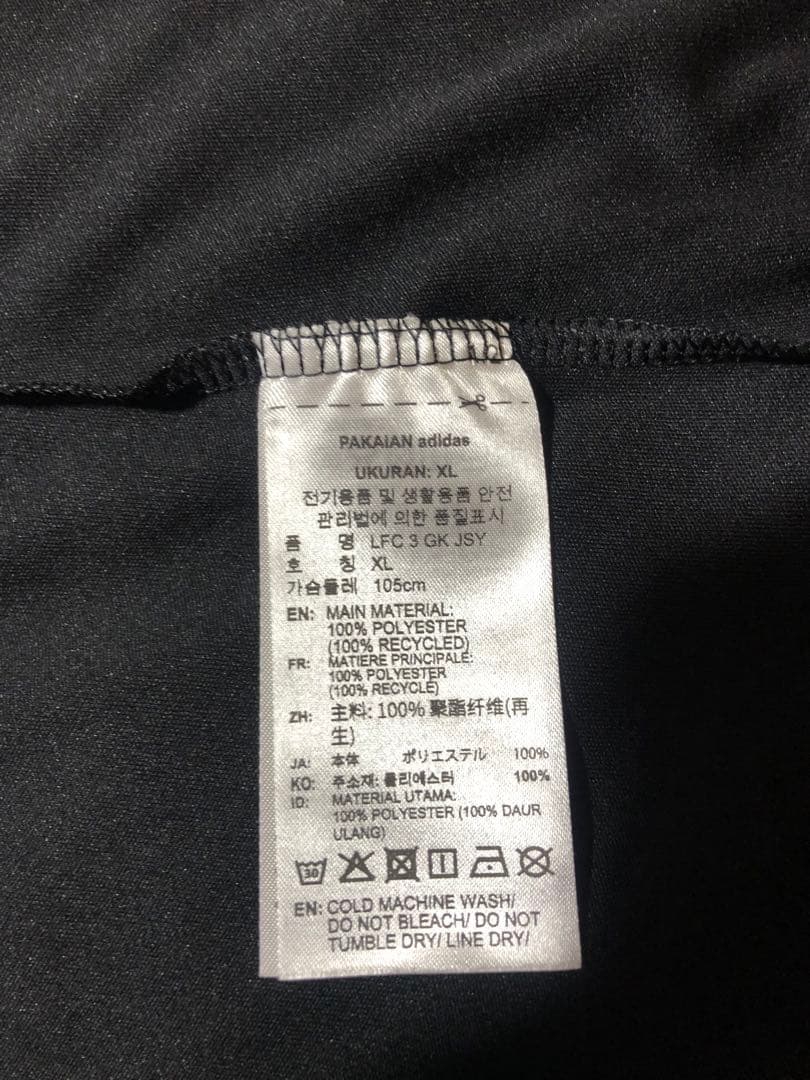 PAKAIAN adidas
UKURAN: XL
전기용품 및 생활용품 안전
관리법에 의한 품질표시
품 명 LFC 3 GK JSY
호 칭 XL
가슴둘레 105cm
EN: MAIN MATERIAL:
100% POLYESTER
(100% RECYCLED)
FR: MATIERE PRINCIPALE:
100% POLYESTER
(100% RECYCLE)
ZH: 主料: 100% 聚酯纤维(再
生)
JA: 本体 ポリエステル 100%
KO: 주소재: 폴리에스터 100%
ID: MATERIAL UTAMA:
100% POLYESTER (100% DAUR
ULANG)
30
EN: COLD MACHINE WASH/
DO NOT BLEACH/ DO NOT
TUMBLE DRY/ LINE DRY/